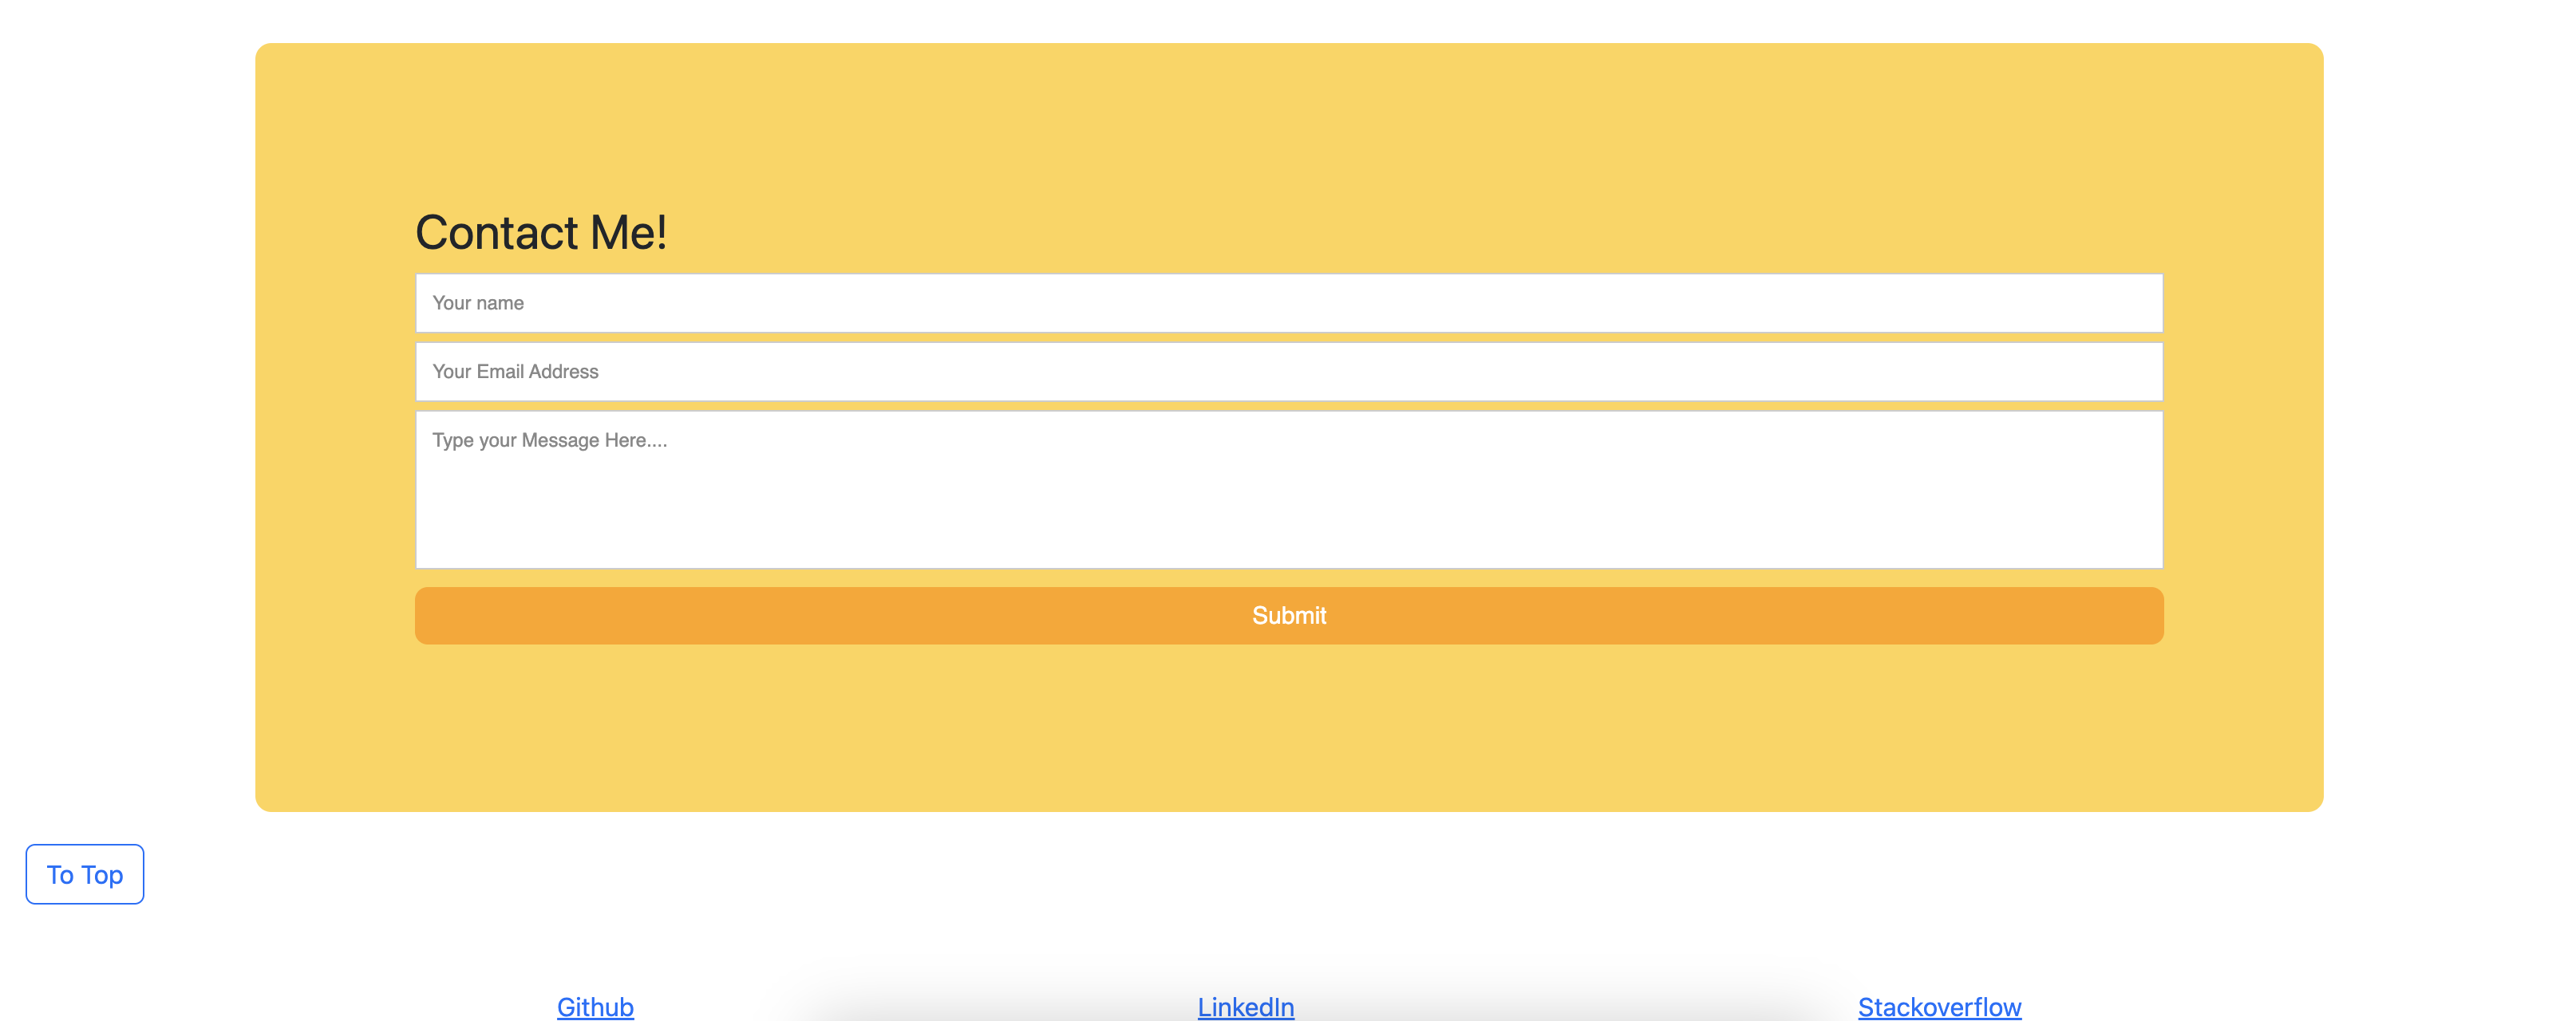 Contact Me!
Your name
Your Email Address
Type your Message Here....
Submit
To Top
Github LinkedIn Stackoverflow